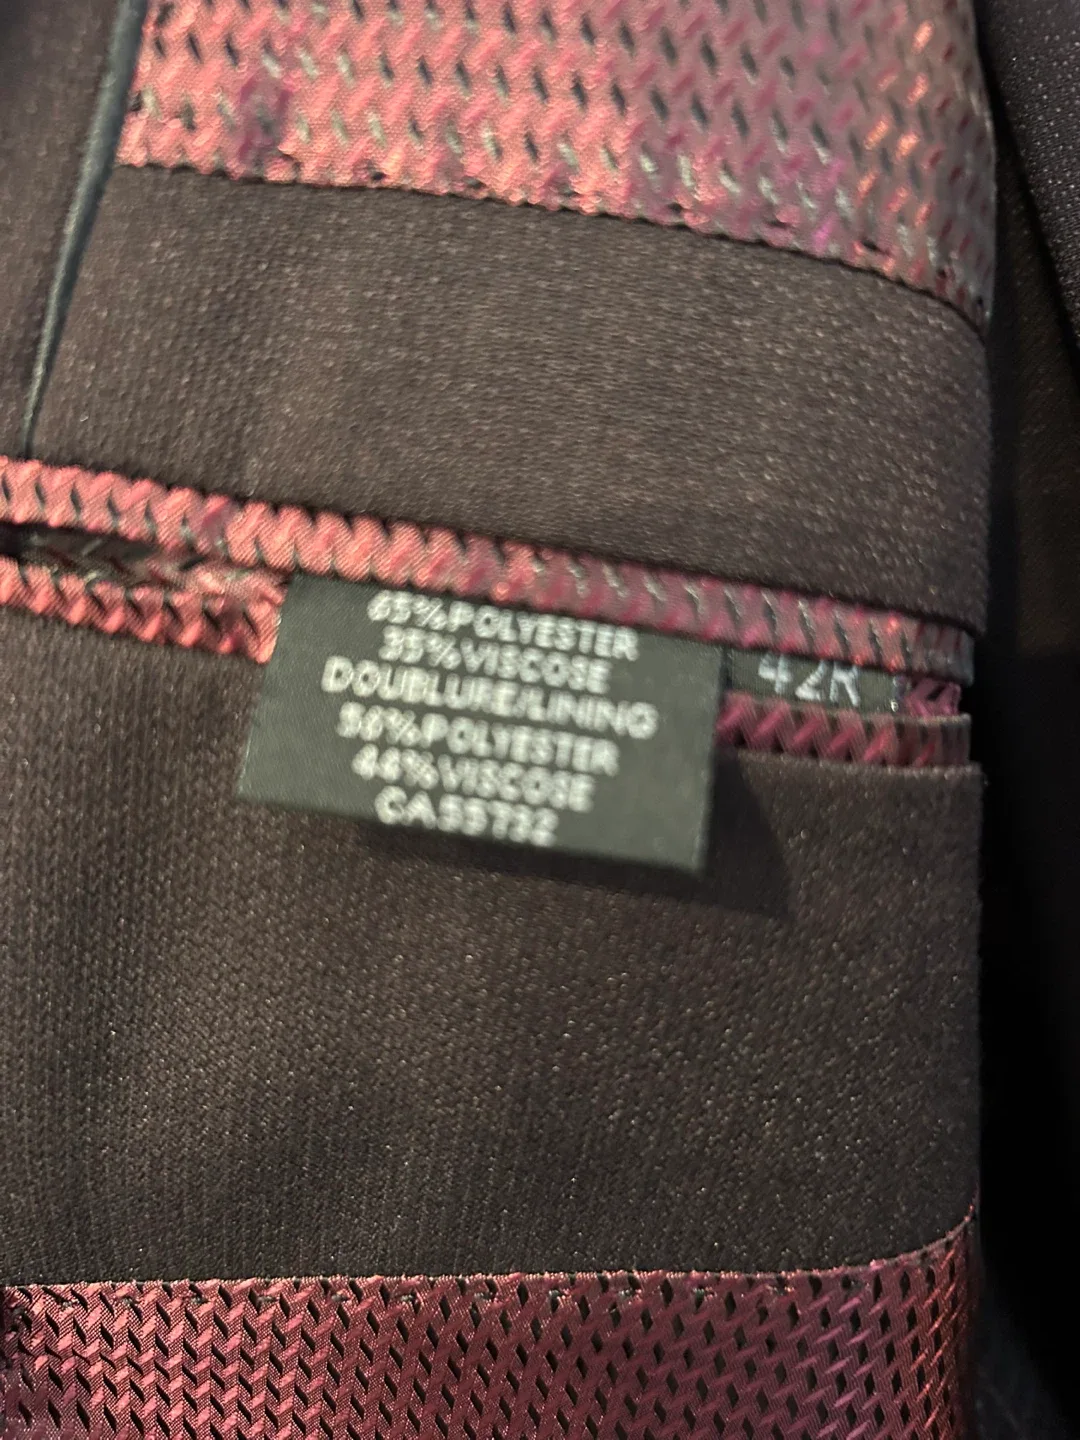 65%POLYESTER
35%VISCOSE
DOUBLURE/LINING
56%POLYESTER
44%VISCOSE
CA55732
42R